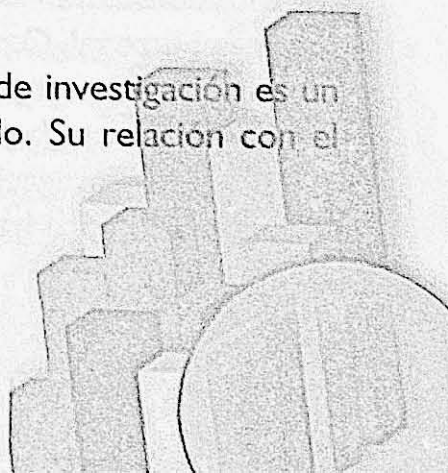 de investigación es un
do. Su relación con el